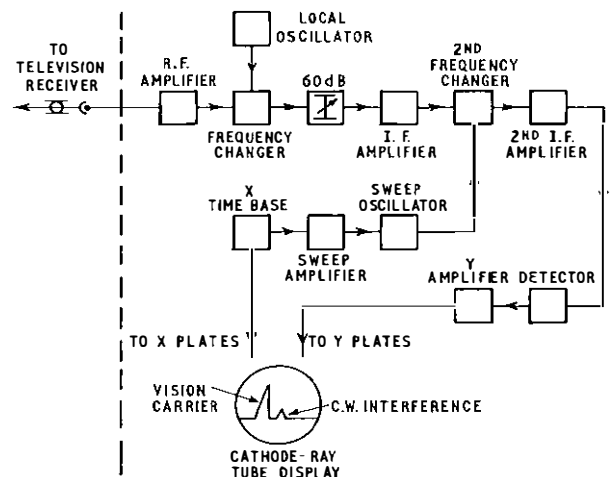 TO
TELEVISION
RECEIVER
R.F.
AMPLIFIER
LOCAL
OSCILLATOR
FREQUENCY
CHANGER
60dB
I. F.
AMPLIFIER
2ND
FREQUENCY
CHANGER
2ND I.F.
AMPLIFIER
X
TIME BASE
SWEEP
AMPLIFIER
SWEEP
OSCILLATOR
Y
AMPLIFIER DETECTOR
TO X PLATES
TO Y PLATES
VISION
CARRIER
C.W. INTERFERENCE
CATHODE-RAY
TUBE DISPLAY